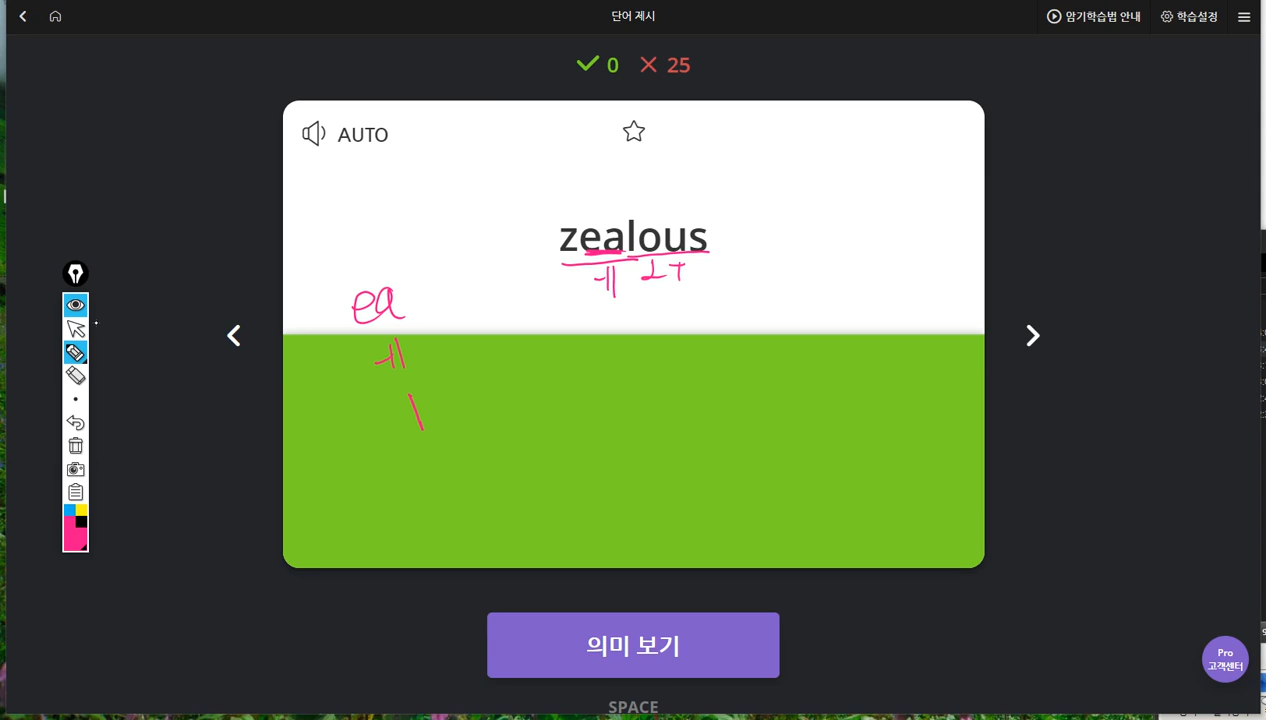 단어 제시
암기학습법 안내
학습설정
0
25
AUTO
zealous
ㅔ
ea
ㅔ
의미 보기
SPACE
Pro
고객센터